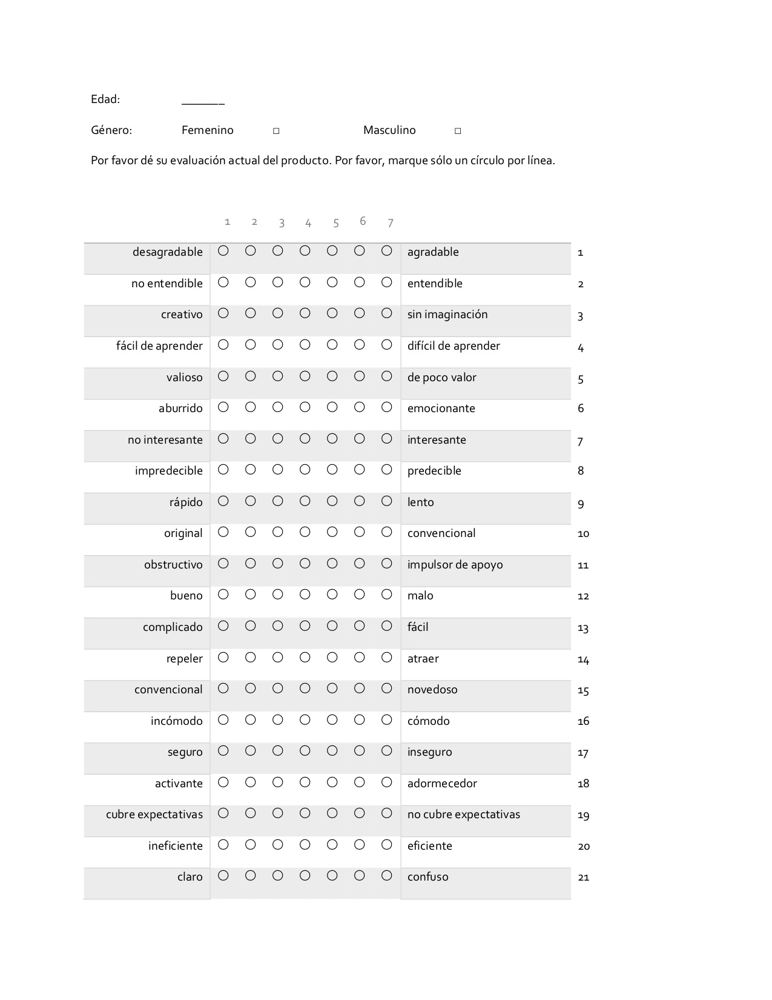 Edad: _______
Género: Femenino □ Masculino □
Por favor dé su evaluación actual del producto. Por favor, marque sólo un círculo por línea.
1 2 3 4 5 6 7
desagradable ○ ○ ○ ○ ○ ○ ○ agradable 1
no entendible ○ ○ ○ ○ ○ ○ ○ entendible 2
creativo ○ ○ ○ ○ ○ ○ ○ sin imaginación 3
fácil de aprender ○ ○ ○ ○ ○ ○ ○ difícil de aprender 4
valioso ○ ○ ○ ○ ○ ○ ○ de poco valor 5
aburrido ○ ○ ○ ○ ○ ○ ○ emocionante 6
no interesante ○ ○ ○ ○ ○ ○ ○ interesante 7
impredecible ○ ○ ○ ○ ○ ○ ○ predecible 8
rápido ○ ○ ○ ○ ○ ○ ○ lento 9
original ○ ○ ○ ○ ○ ○ ○ convencional 10
obstructivo ○ ○ ○ ○ ○ ○ ○ impulsor de apoyo 11
bueno ○ ○ ○ ○ ○ ○ ○ malo 12
complicado ○ ○ ○ ○ ○ ○ ○ fácil 13
repeler ○ ○ ○ ○ ○ ○ ○ atraer 14
convencional ○ ○ ○ ○ ○ ○ ○ novedoso 15
incómodo ○ ○ ○ ○ ○ ○ ○ cómodo 16
seguro ○ ○ ○ ○ ○ ○ ○ inseguro 17
activante ○ ○ ○ ○ ○ ○ ○ adormecedor 18
cubre expectativas ○ ○ ○ ○ ○ ○ ○ no cubre expectativas 19
ineficiente ○ ○ ○ ○ ○ ○ ○ eficiente 20
claro ○ ○ ○ ○ ○ ○ ○ confuso 21